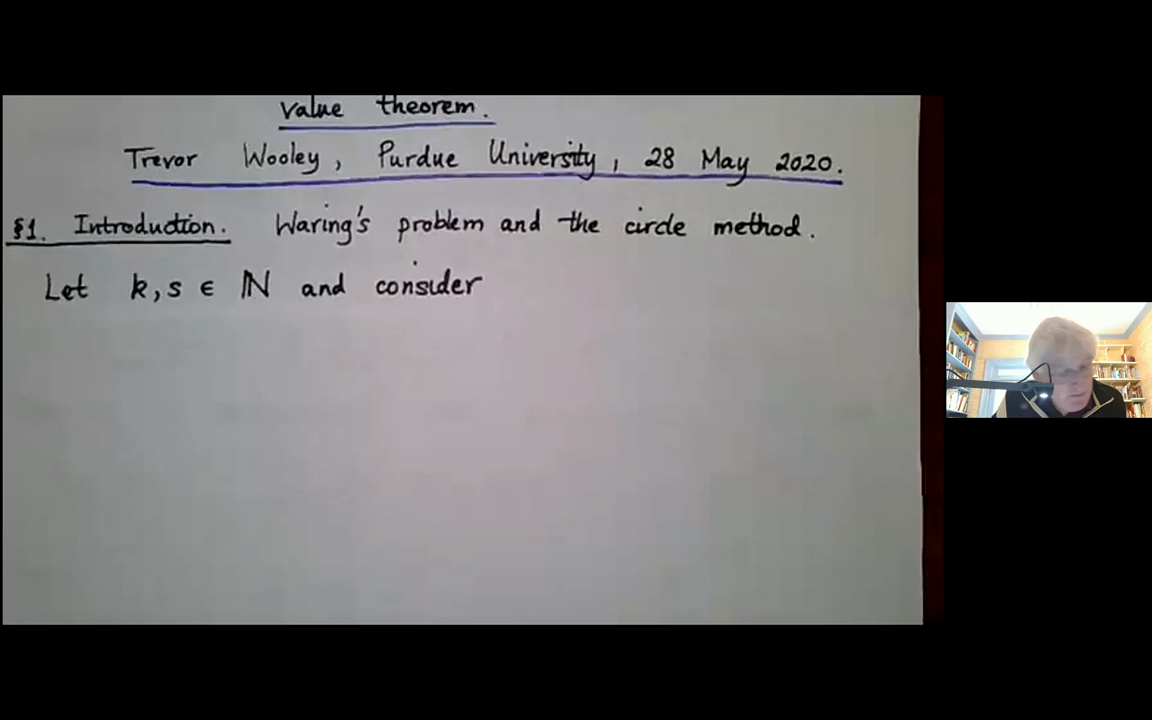 value theorem.
Trevor Wooley, Purdue University, 28 May 2020.
§1. Introduction. Waring's problem and the circle method.
Let k, s ∈ ℕ and consider